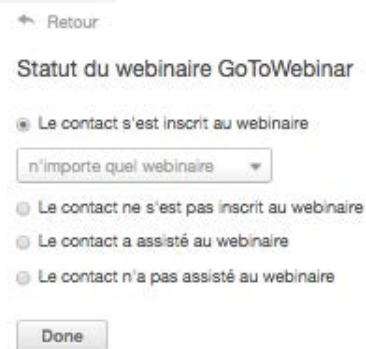 Retour
Statut du webinaire GoToWebinar
Le contact s'est inscrit au webinaire
n'importe quel webinaire
Le contact ne s'est pas inscrit au webinaire
Le contact a assisté au webinaire
Le contact n'a pas assisté au webinaire
Done